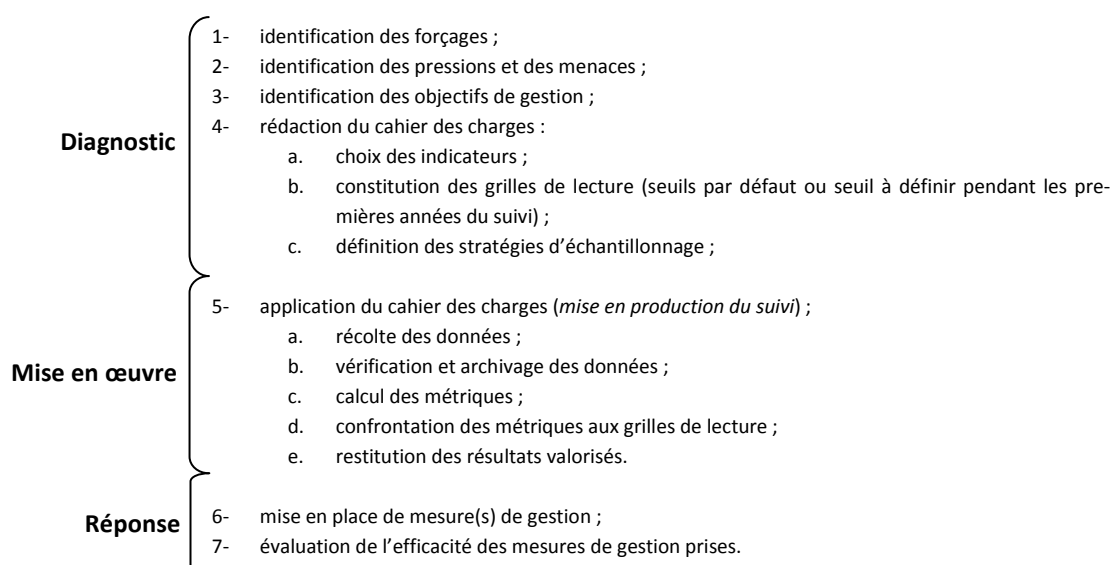 1- identification des forçages ;
2- identification des pressions et des menaces ;
3- identification des objectifs de gestion ;
4- rédaction du cahier des charges :
Diagnostic
a. choix des indicateurs ;
b. constitution des grilles de lecture (seuils par défaut ou seuil à définir pendant les pre-
mières années du suivi) ;
c. définition des stratégies d’échantillonnage ;
5- application du cahier des charges (mise en production du suivi) ;
a. récolte des données ;
b. vérification et archivage des données ;
Mise en œuvre
c. calcul des métriques ;
d. confrontation des métriques aux grilles de lecture ;
e. restitution des résultats valorisés.
Réponse
6- mise en place de mesure(s) de gestion ;
7- évaluation de l’efficacité des mesures de gestion prises.